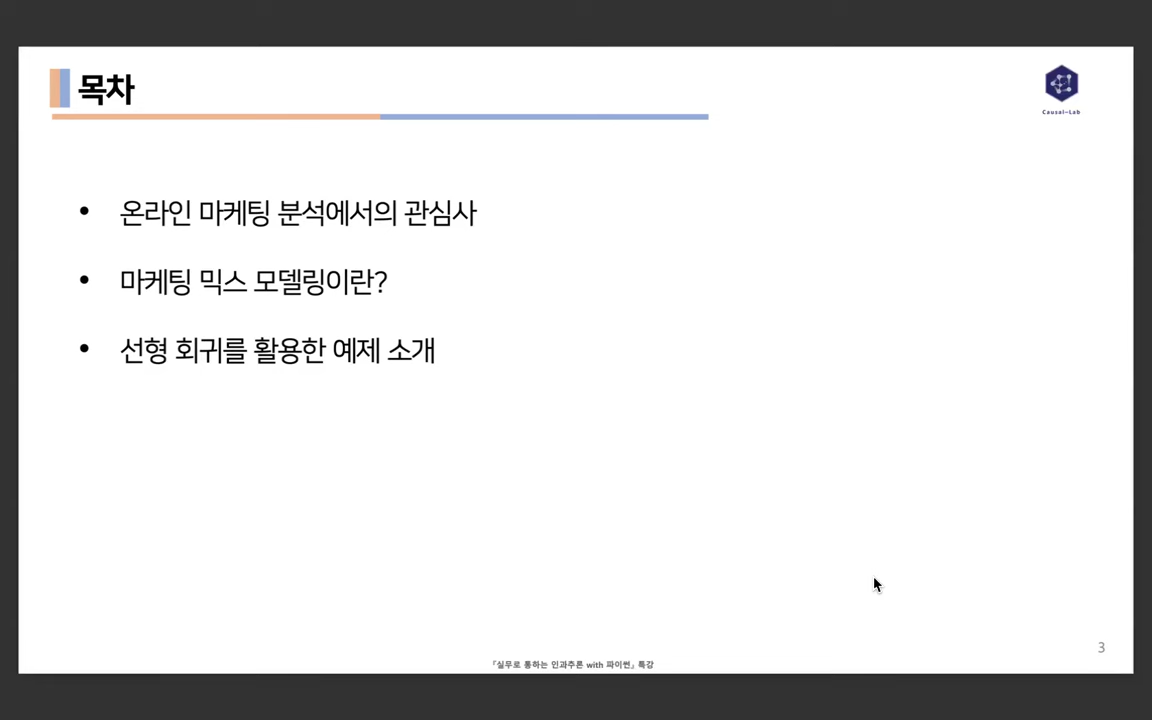 목차
Causal-Lab
• 온라인 마케팅 분석에서의 관심사
• 마케팅 믹스 모델링이란?
• 선형 회귀를 활용한 예제 소개
3
『실무로 통하는 인과추론 with 파이썬』 특강